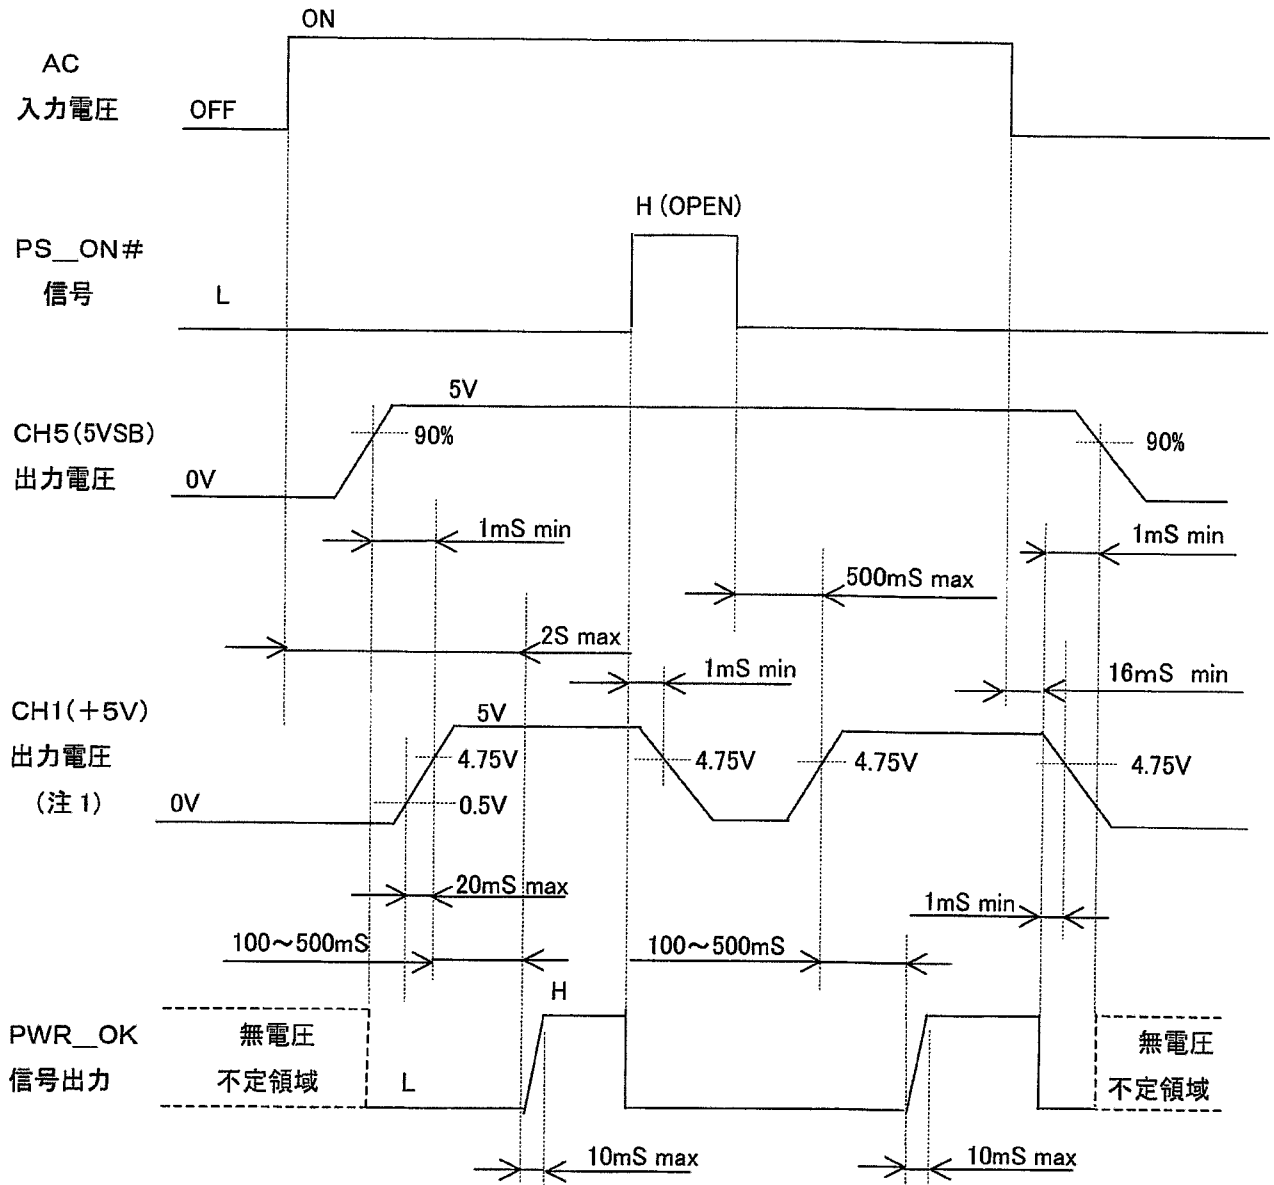 ON
AC
入力電圧
OFF
H (OPEN)
PS__ON#
信号
L
5V
CH5(5VSB)
90%
90%
出力電圧
0V
1mS min
1mS min
500mS max
2S max
1mS min
16mS min
CH1(+5V)
5V
出力電圧
4.75V
4.75V
4.75V
4.75V
(注1)
0V
0.5V
20mS max
1mS min
100~500mS
100~500mS
H
PWR__OK
無電圧
無電圧
信号出力
不定領域
L
不定領域
10mS max
10mS max